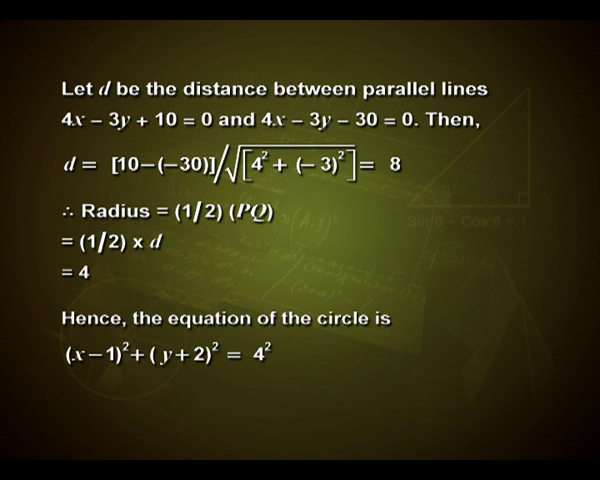 Let d be the distance between parallel lines
4x – 3y + 10 = 0 and 4x – 3y – 30 = 0. Then,
d = [10–(–30)]/√[4² + (– 3)²] = 8
∴ Radius = (1/2) (PQ)
= (1/2) x d
= 4
Hence, the equation of the circle is
(x – 1)² + ( y + 2)² = 4²